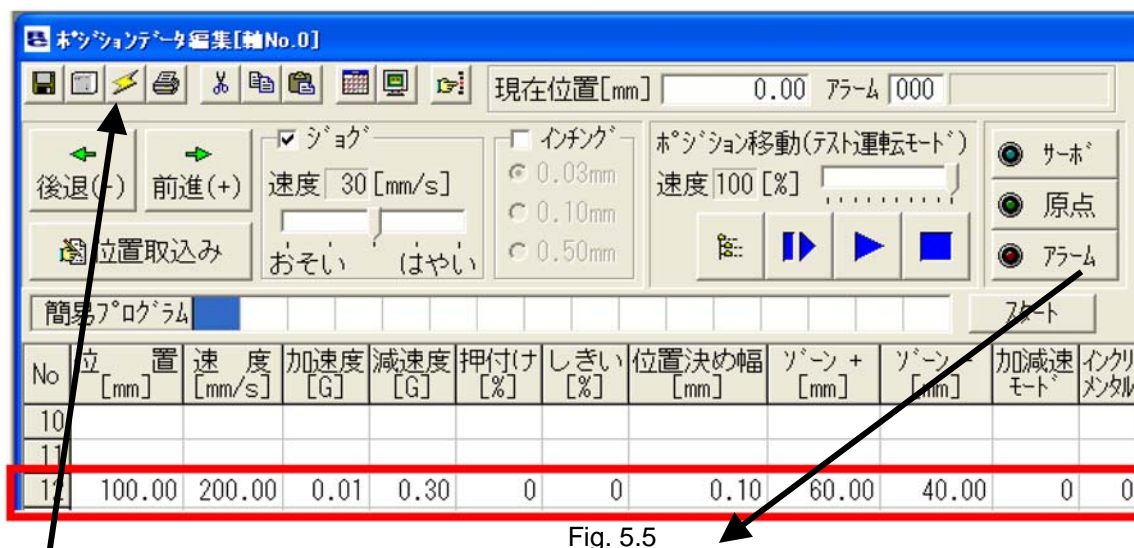 ﾎﾟｼﾞｼｮﾝﾃﾞｰﾀ編集[軸No.0]
現在位置[mm] 0.00 ｱﾗｰﾑ 000
後退(-) 前進(+)
位置取込み
ｼﾞｮｸﾞ
速度 30 [mm/s]
おそい はやい
ｲﾝﾁﾝｸﾞ
0.03mm
0.10mm
0.50mm
ﾎﾟｼﾞｼｮﾝ移動(ﾃｽﾄ運転ﾓｰﾄﾞ)
速度 100 [%]
ｻｰﾎﾞ
原点
ｱﾗｰﾑ
簡易ﾌﾟﾛｸﾞﾗﾑ ｽﾀｰﾄ
No 位置[mm] 速度[mm/s] 加速度[G] 減速度[G] 押付け[%] しきい[%] 位置決め幅[mm] ｿﾞｰﾝ +[mm] ｿﾞｰﾝ -[mm] 加減速ﾓｰﾄﾞ ｲﾝｸﾘﾒﾝﾀﾙ
10
11
12 100.00 200.00 0.01 0.30 0 0 0.10 60.00 40.00 0 0
Fig. 5.5